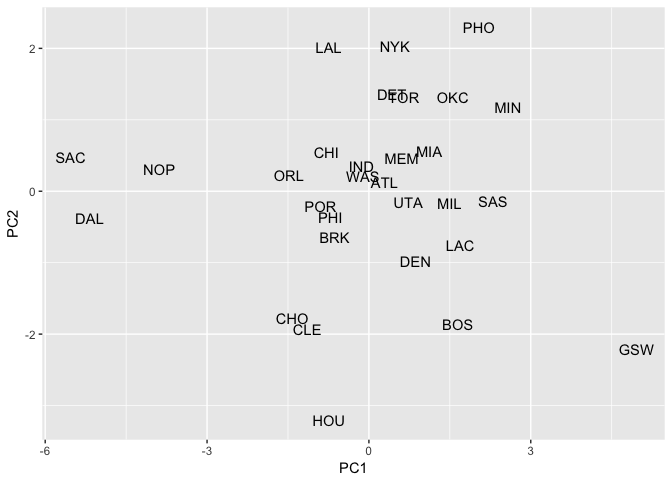 PHO
LAL
NYK
2
DET
TOR
OKC
MIN
CHI
MIA
SAC
MEM
NOP
IND
ORL
WAS
ATL
0
UTA
MIL
SAS
POR
PHI
DAL
BRK
LAC
DEN
PC2
CHO
CLE
BOS
-2
GSW
HOU
-6
-3
0
3
PC1